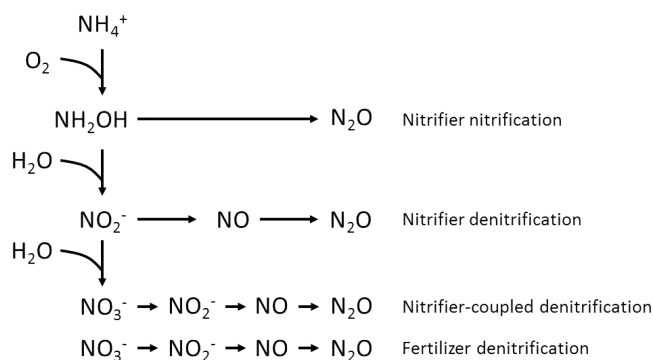 NH₄⁺
O₂
NH₂OH N₂O Nitrifier nitrification
H₂O
NO₂⁻ NO N₂O Nitrifier denitrification
H₂O
NO₃⁻ NO₂⁻ NO N₂O Nitrifier-coupled denitrification
NO₃⁻ NO₂⁻ NO N₂O Fertilizer denitrification